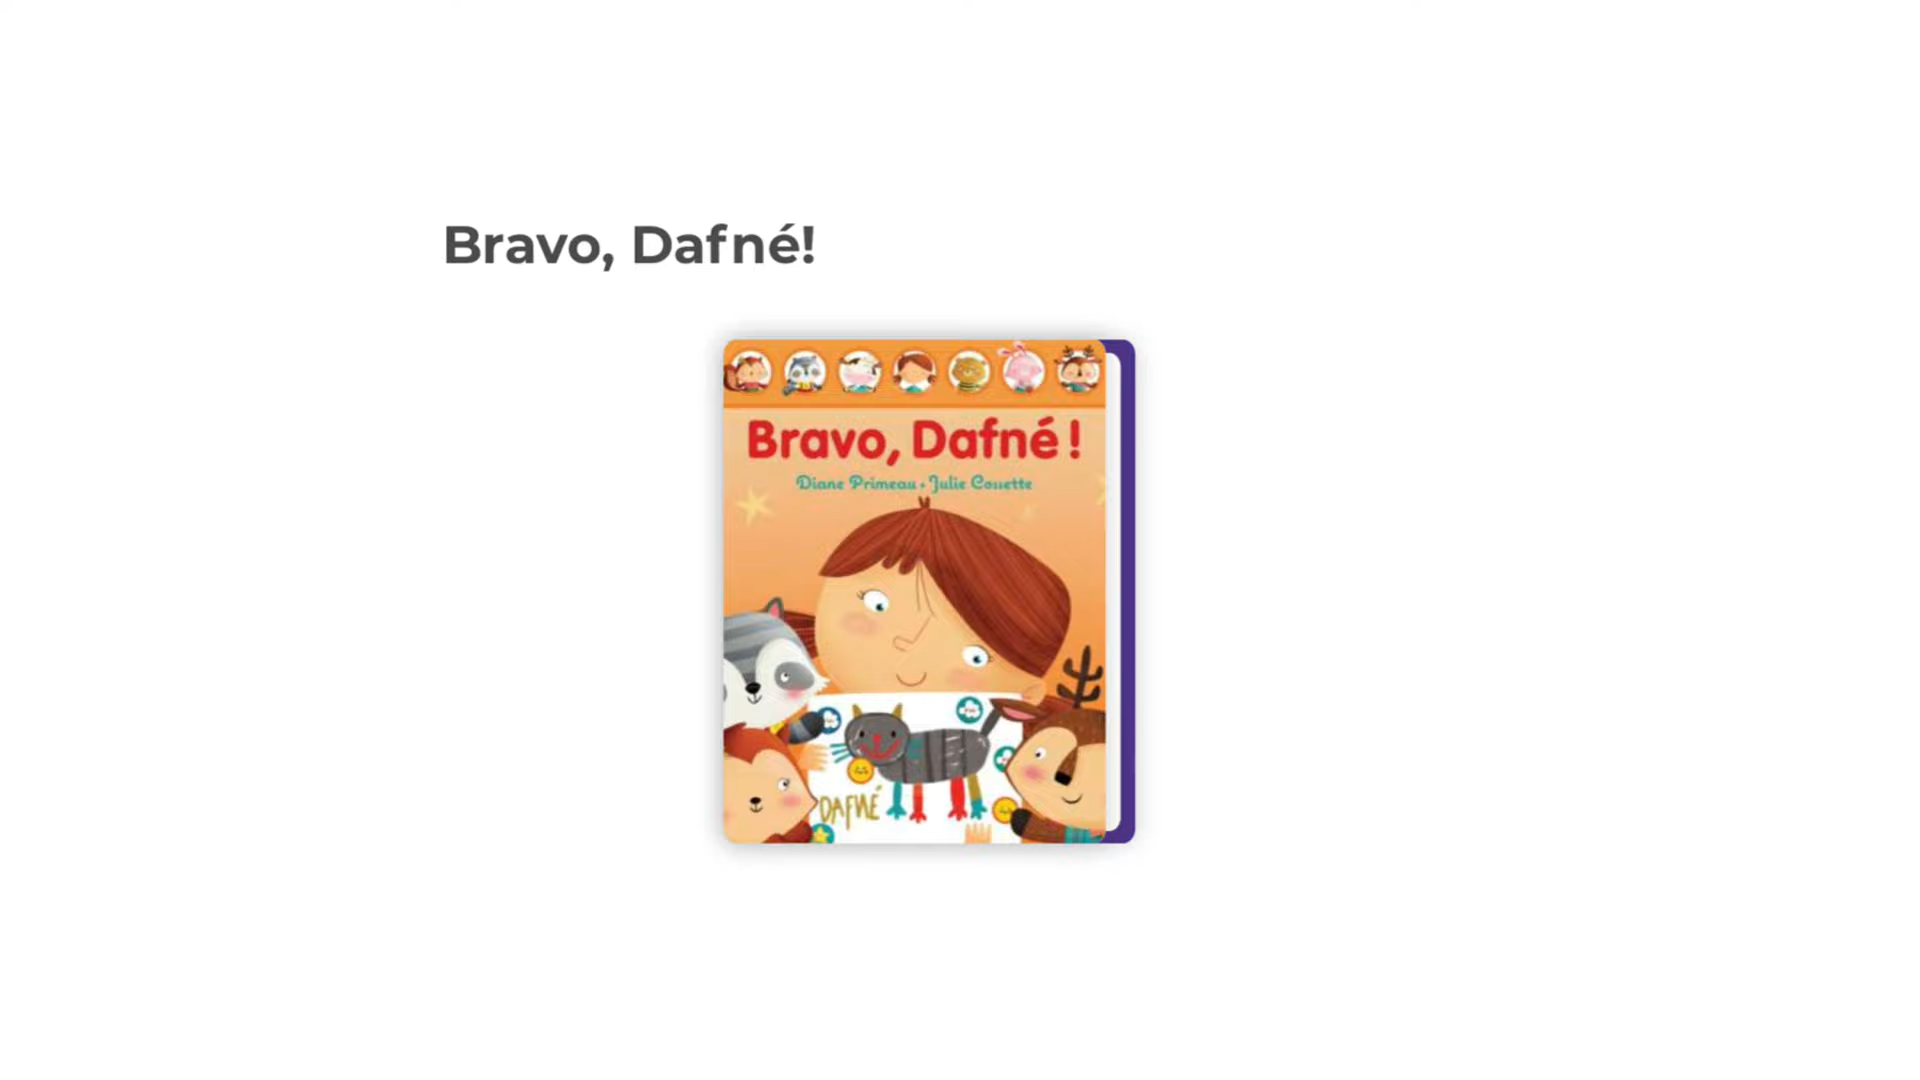 Bravo, Dafné!
Bravo, Dafné !
Diane Primeau • Julie Cossette
DAFNÉ